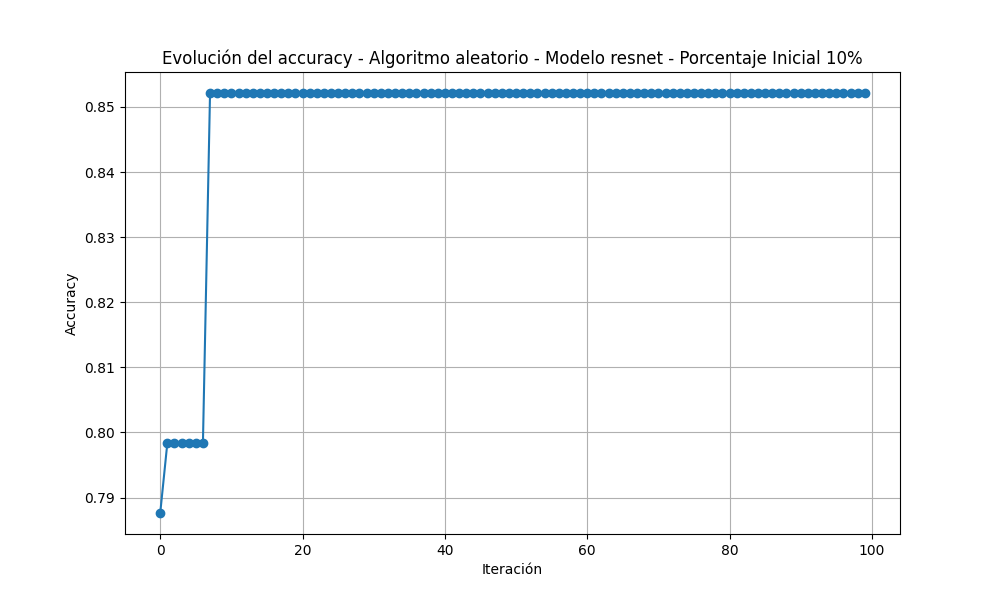 Evolución del accuracy - Algoritmo aleatorio - Modelo resnet - Porcentaje Inicial 10%
0.85
0.84
0.83
0.82
0.81
0.80
0.79
Accuracy
0 20 40 60 80 100
Iteración